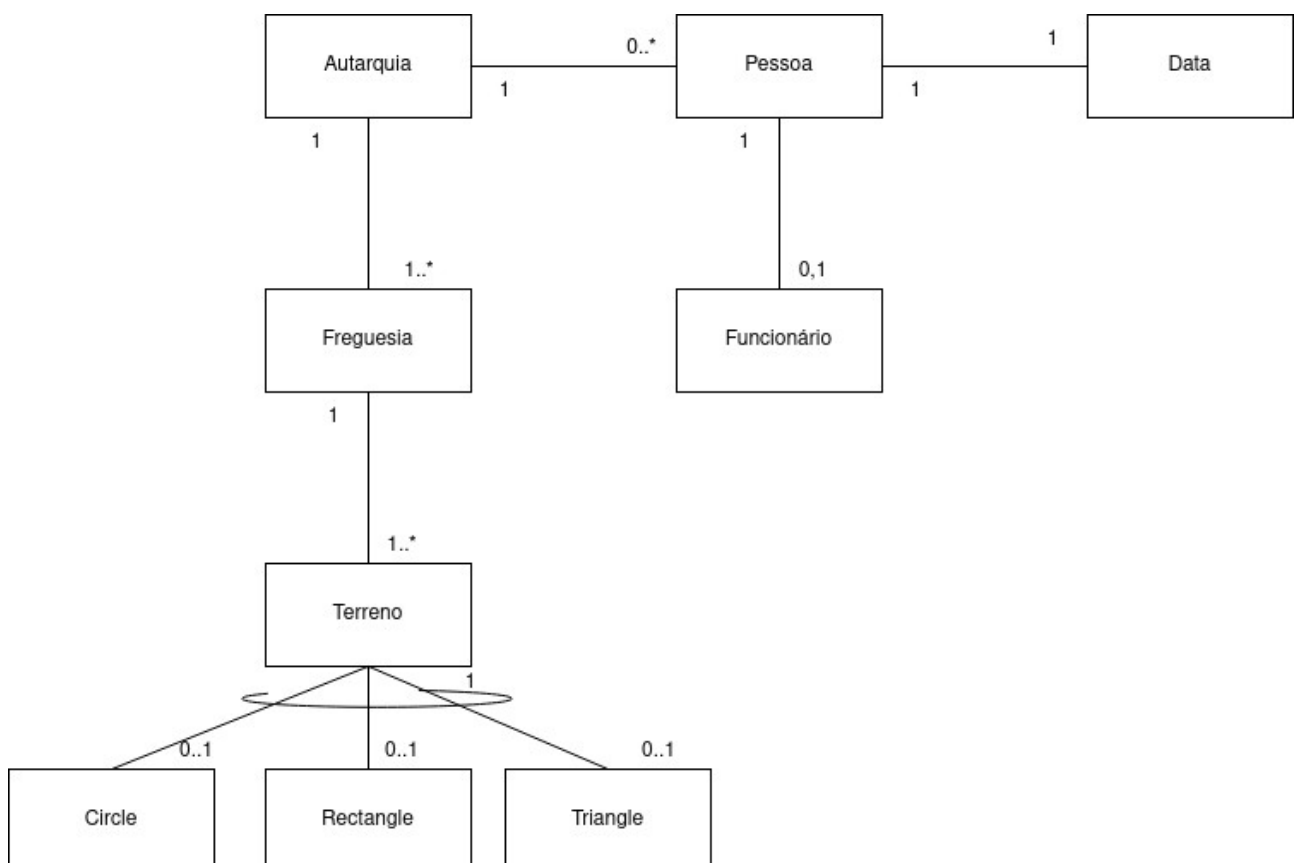 Autarquia
0..*
1
Pessoa
1
1
Data
1
1
1..*
0,1
Freguesia
Funcionário
1
1..*
Terreno
1
0..1
0..1
0..1
Circle
Rectangle
Triangle